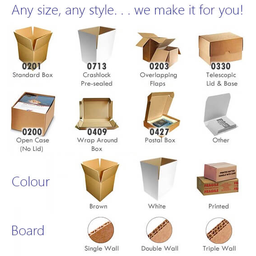 Any size, any style. . . we make it for you!
0201 0713 0203 0330
Standard Box Crashlock Pre-sealed Overlapping Flaps Telescopic Lid & Base
0200 0409 0427
Open Case (No Lid) Wrap Around Box Postal Box Other
Colour
Brown White Printed
Board
Single Wall Double Wall Triple Wall